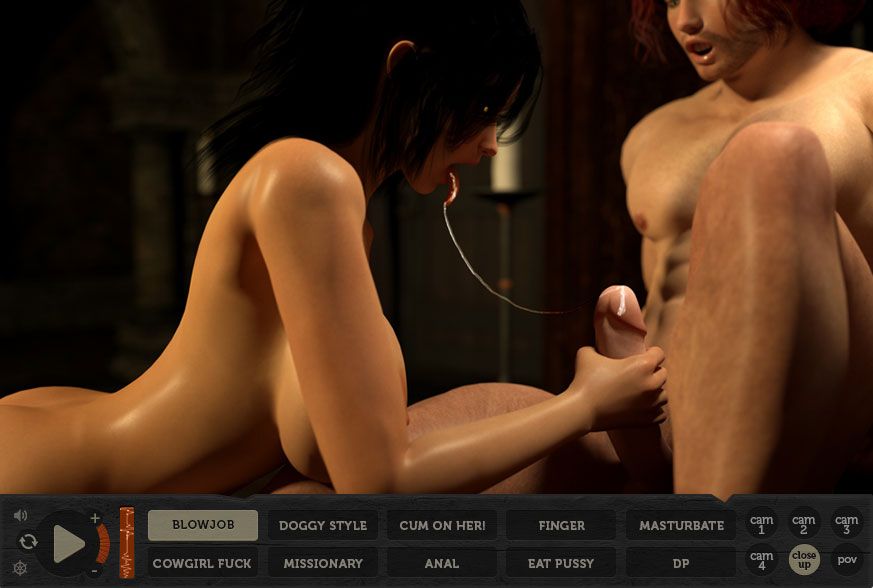 BLOWJOB DOGGY STYLE CUM ON HER! FINGER MASTURBATE cam 1 cam 2 cam 3
COWGIRL FUCK MISSIONARY ANAL EAT PUSSY DP cam 4 close up pov